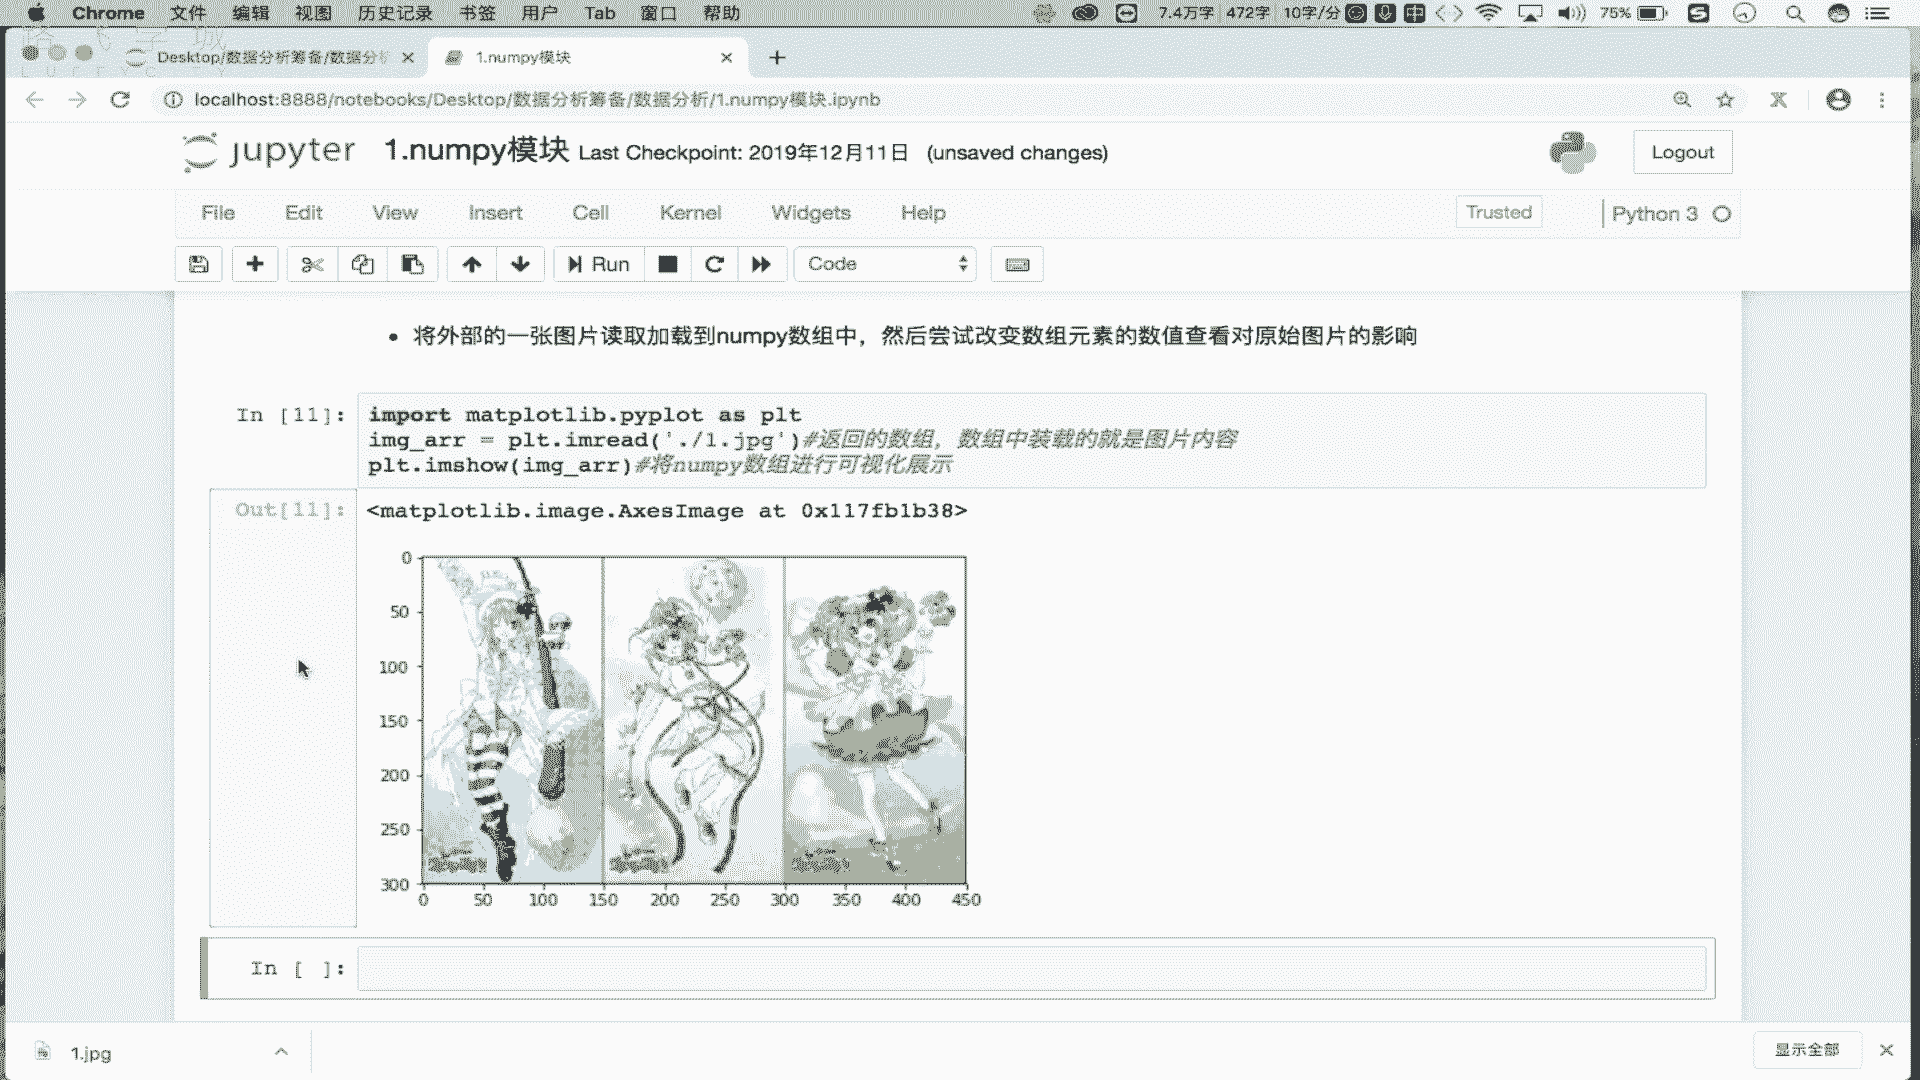 Chrome 文件 编辑 视图 历史记录 书签 用户 Tab 窗口 帮助 7.4万字 472字 10字/分 中 75%
Desktop/数据分析筹备/数据分析 1.numpy模块
localhost:8888/notebooks/Desktop/数据分析筹备/数据分析/1.numpy模块.ipynb
jupyter 1.numpy模块 Last Checkpoint: 2019年12月11日 (unsaved changes) Logout
File Edit View Insert Cell Kernel Widgets Help Trusted Python 3
Run Code
将外部的一张图片读取加载到numpy数组中，然后尝试改变数组元素的数值查看对原始图片的影响
In [11]: import matplotlib.pyplot as plt
img_arr = plt.imread('./1.jpg')#返回的数组，数组中装载的就是图片内容
plt.imshow(img_arr)#将numpy数组进行可视化展示
Out[11]: <matplotlib.image.AxesImage at 0x117fb1b38>
0
50
100
150
200
250
300
0 50 100 150 200 250 300 350 400 450
In [ ]:
1.jpg 显示全部